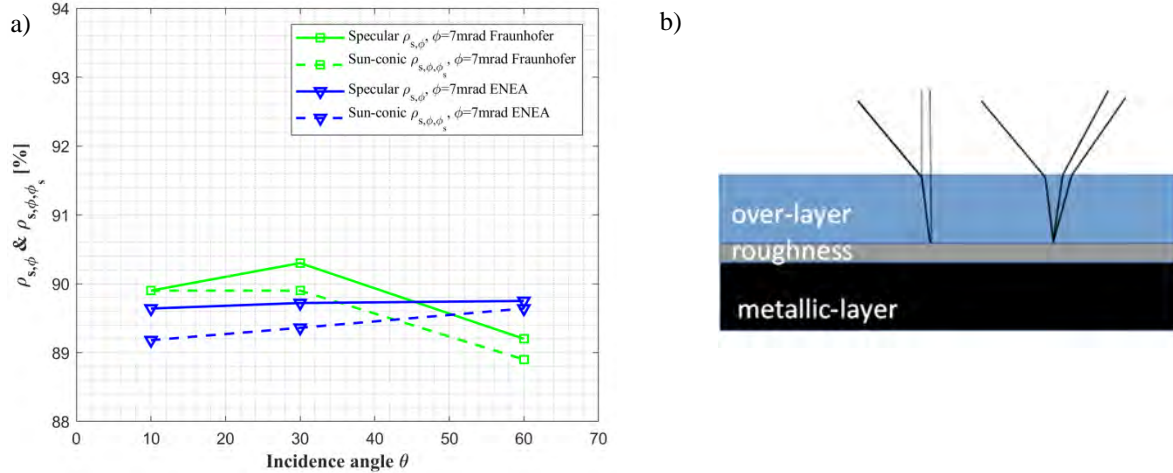 a)
94
93
92
91
90
89
88
ρs,ϕ & ρs,ϕ,ϕs [%]
Specular ρs,ϕ, ϕ=7mrad Fraunhofer
Sun-conic ρs,ϕ,ϕs, ϕ=7mrad Fraunhofer
Specular ρs,ϕ, ϕ=7mrad ENEA
Sun-conic ρs,ϕ,ϕs, ϕ=7mrad ENEA
0 10 20 30 40 50 60 70
Incidence angle θ
b)
over-layer
roughness
metallic-layer